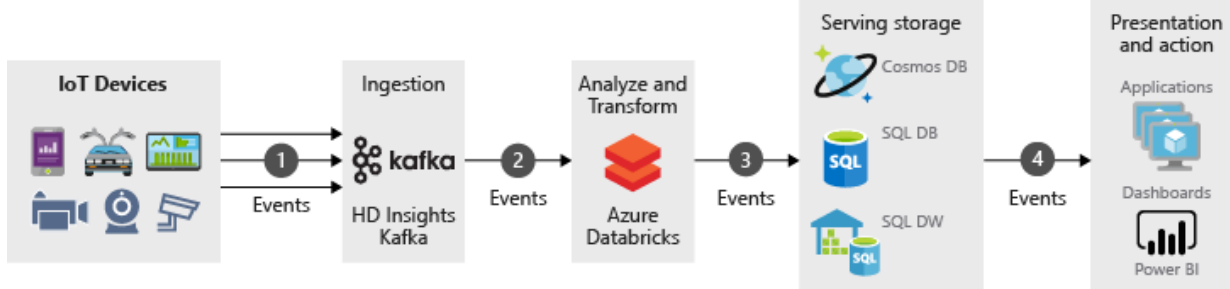 IoT Devices
1
Events
Ingestion
kafka
HD Insights
Kafka
2
Events
Analyze and
Transform
Azure
Databricks
3
Events
Serving storage
Cosmos DB
SQL DB
SQL
SQL DW
SQL
4
Events
Presentation
and action
Applications
Dashboards
Power BI